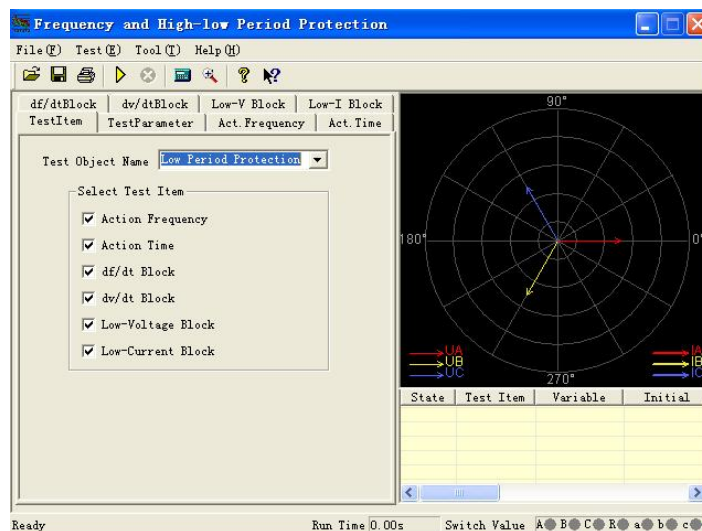 Frequency and High-low Period Protection
File(F) Test(E) Tool(T) Help(H)
df/dtBlock dv/dtBlock Low-V Block Low-I Block
TestItem TestParameter Act.Frequency Act.Time
Test Object Name Low Period Protection
Select Test Item
Action Frequency
Action Time
df/dt Block
dv/dt Block
Low-Voltage Block
Low-Current Block
90°
180° 0°
UA IA
UB IB
UC IC
270°
State Test Item Variable Initial
Ready Run Time 0.00s Switch Value A B C R a b c